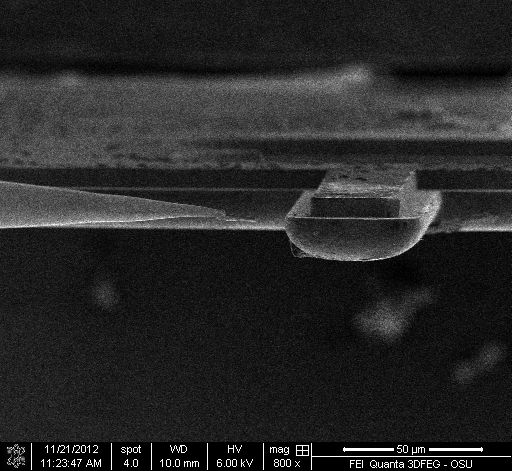 11/21/2012 spot WD HV mag 50 µm
11:23:47 AM 4.0 10.0 mm 6.00 kV 800 x FEI Quanta 3DFEG - OSU